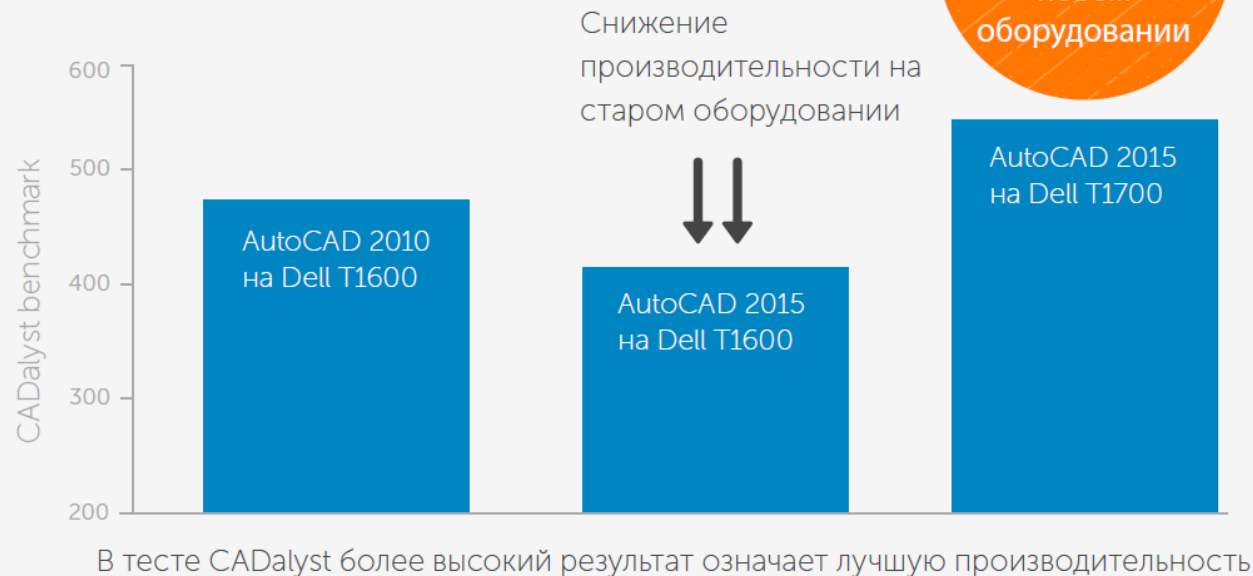 оборудовании
Снижение
производительности на
старом оборудовании
CADalyst benchmark
600
500
400
300
200
AutoCAD 2010
на Dell T1600
AutoCAD 2015
на Dell T1600
AutoCAD 2015
на Dell T1700
В тесте CADalyst более высокий результат означает лучшую производительность